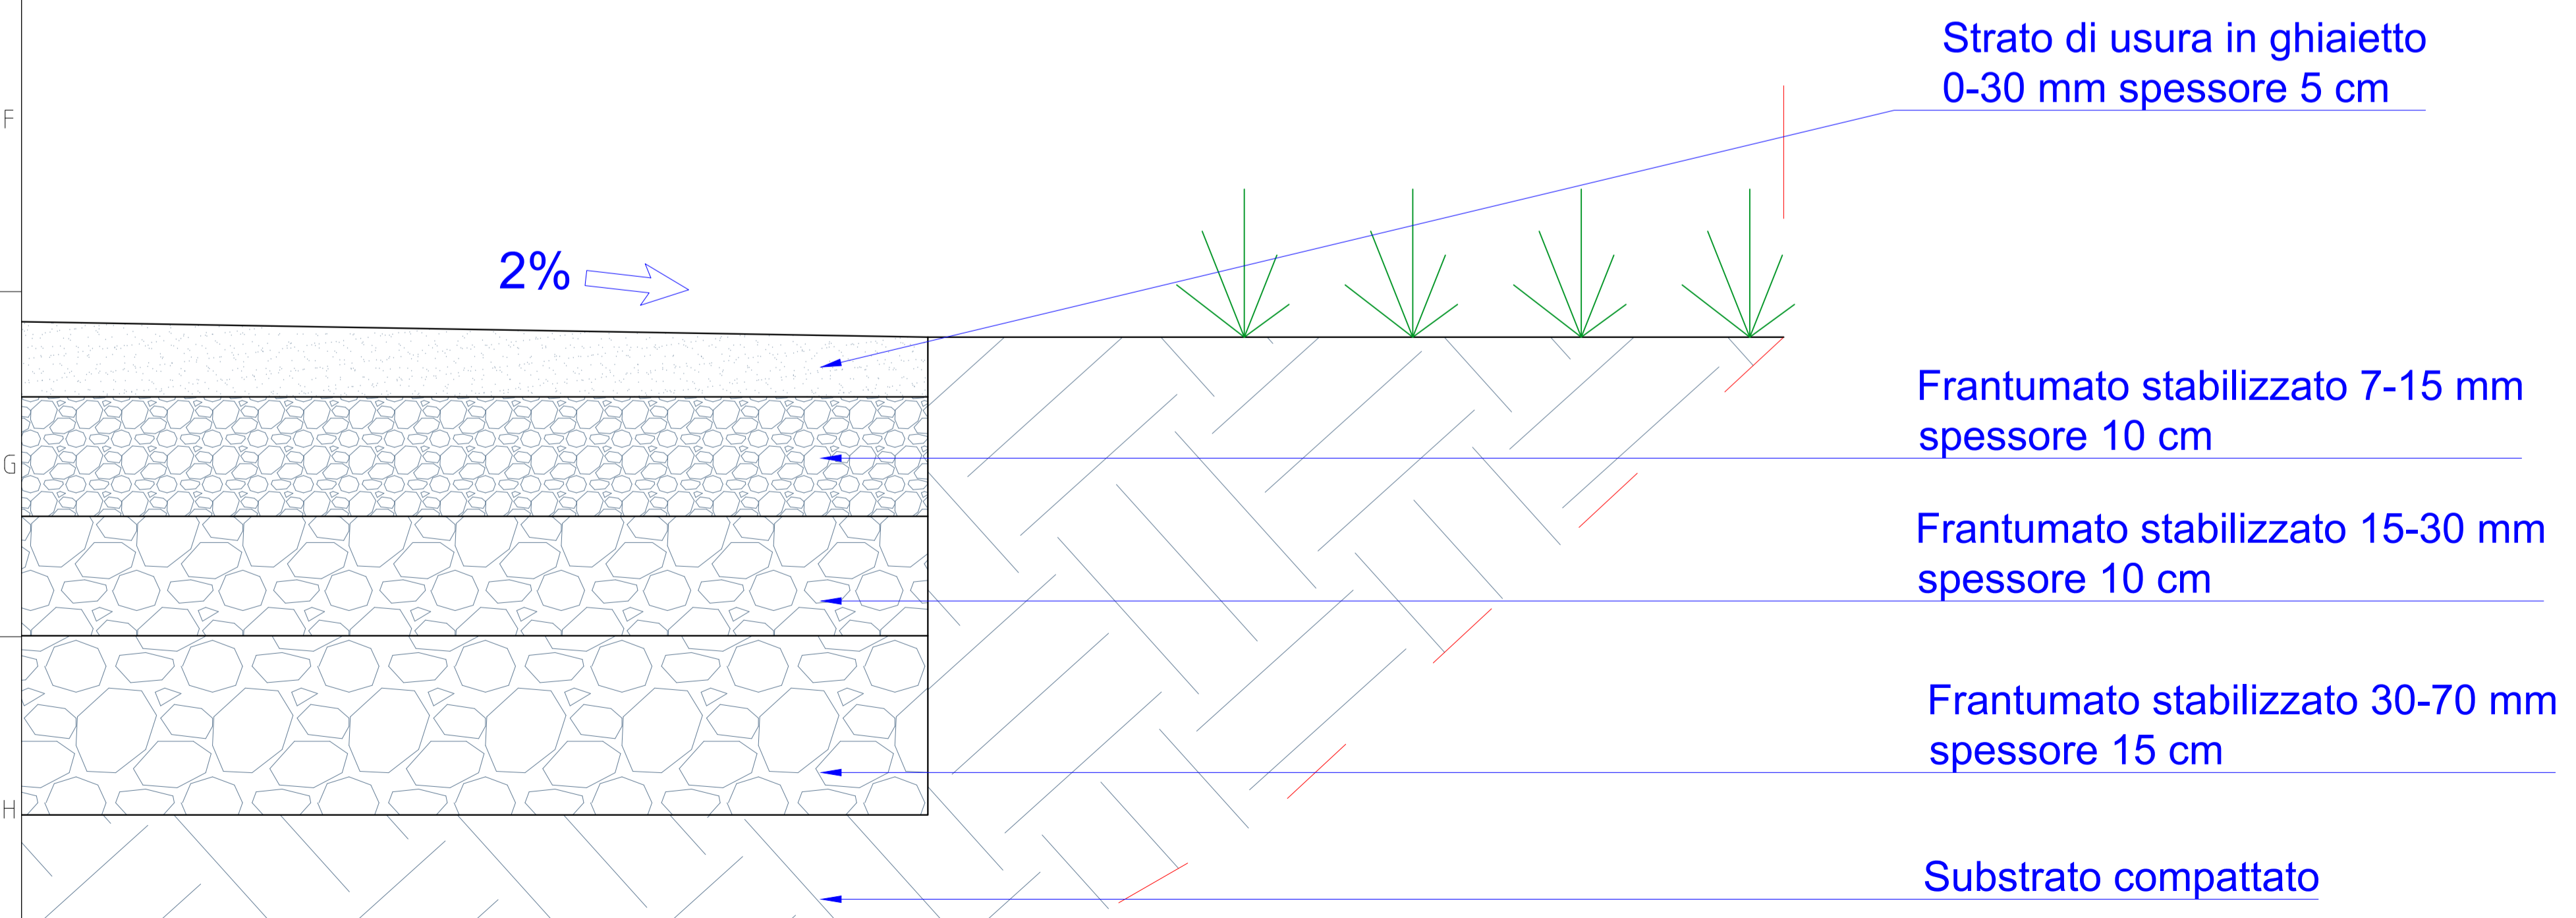 Strato di usura in ghiaietto
0-30 mm spessore 5 cm
F
2%
Frantumato stabilizzato 7-15 mm
spessore 10 cm
G
Frantumato stabilizzato 15-30 mm
spessore 10 cm
Frantumato stabilizzato 30-70 mm
spessore 15 cm
H
Substrato compattato